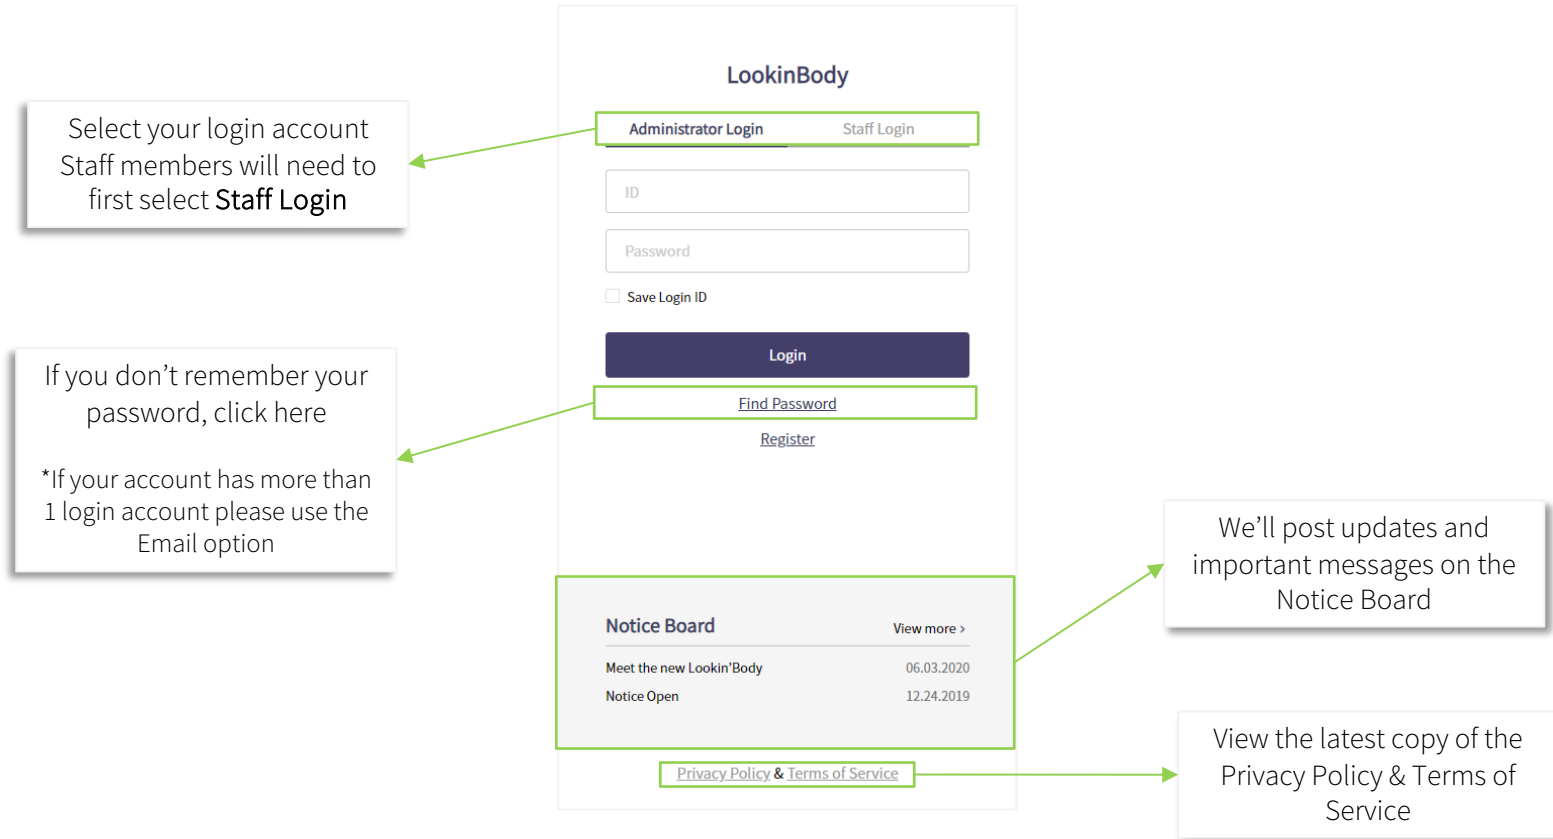 LookinBody
Administrator Login
Staff Login
ID
Password
Save Login ID
Login
Find Password
Register
Notice Board
View more >
Meet the new Lookin'Body
06.03.2020
Notice Open
12.24.2019
Privacy Policy & Terms of Service
Select your login account
Staff members will need to
first select Staff Login
If you don’t remember your
password, click here
*If your account has more than
1 login account please use the
Email option
We’ll post updates and
important messages on the
Notice Board
View the latest copy of the
Privacy Policy & Terms of
Service